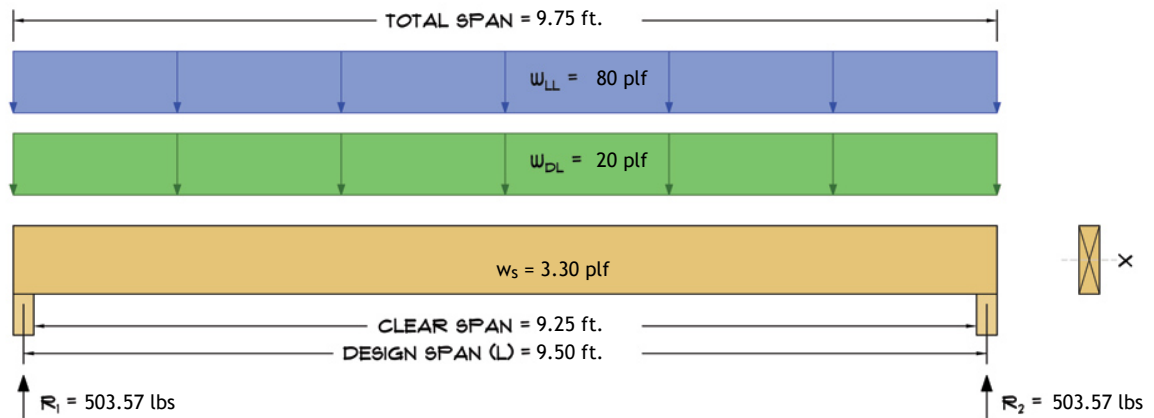 TOTAL SPAN = 9.75 ft.
WLL = 80 plf
WDL = 20 plf
ws = 3.30 plf
X
CLEAR SPAN = 9.25 ft.
DESIGN SPAN (L) = 9.50 ft.
R1 = 503.57 lbs
R2 = 503.57 lbs